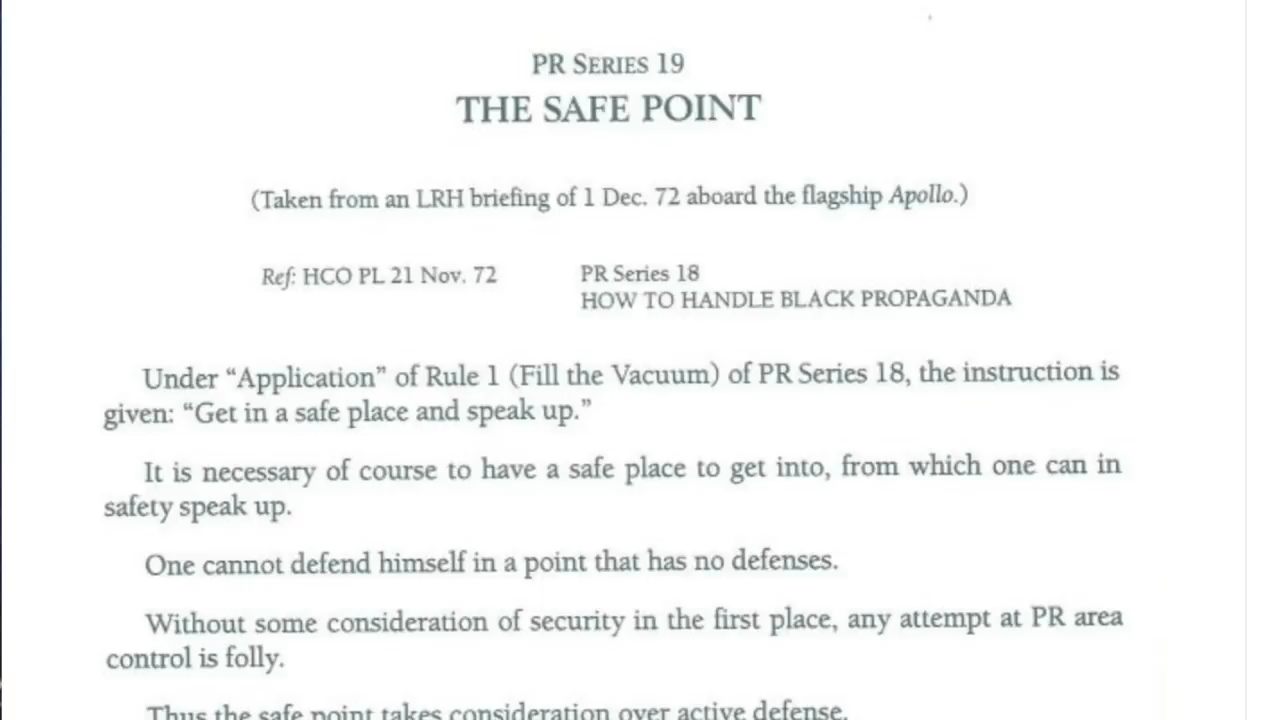 PR SERIES 19
THE SAFE POINT
(Taken from an LRH briefing of 1 Dec. 72 aboard the flagship Apollo.)
Ref: HCO PL 21 Nov. 72 PR Series 18
HOW TO HANDLE BLACK PROPAGANDA
Under “Application” of Rule 1 (Fill the Vacuum) of PR Series 18, the instruction is
given: “Get in a safe place and speak up.”
It is necessary of course to have a safe place to get into, from which one can in
safety speak up.
One cannot defend himself in a point that has no defenses.
Without some consideration of security in the first place, any attempt at PR area
control is folly.
Thus the safe point takes consideration over active defense.